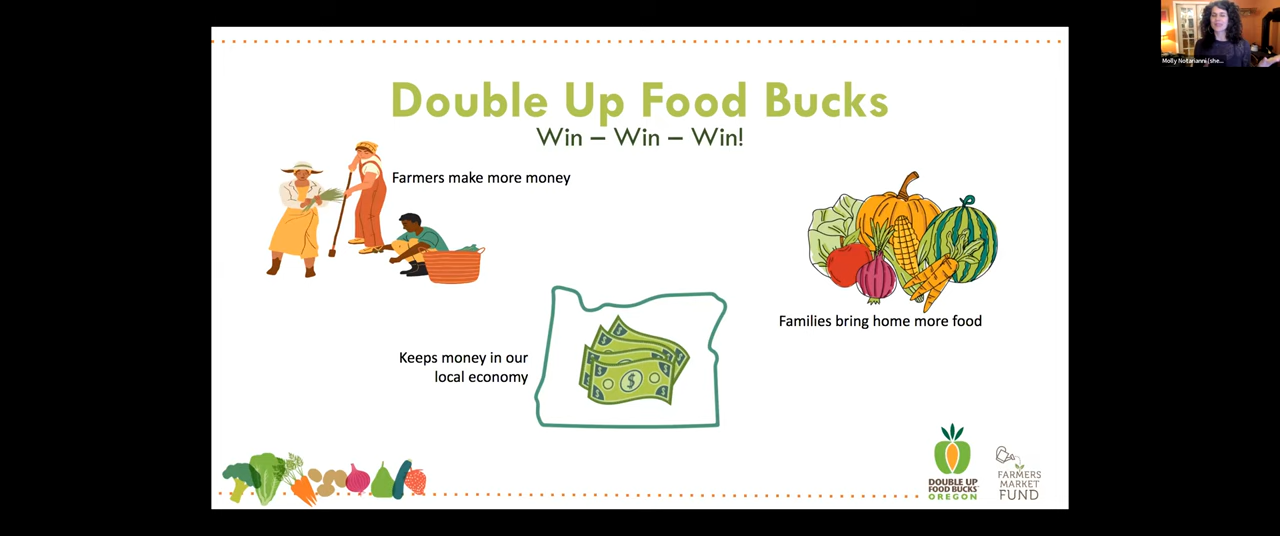 Molly Notarianni (she...
Double Up Food Bucks
Win – Win – Win!
Farmers make more money
Families bring home more food
Keeps money in our
local economy
DOUBLE UP
FOOD BUCKS
OREGON
FARMERS
MARKET
FUND